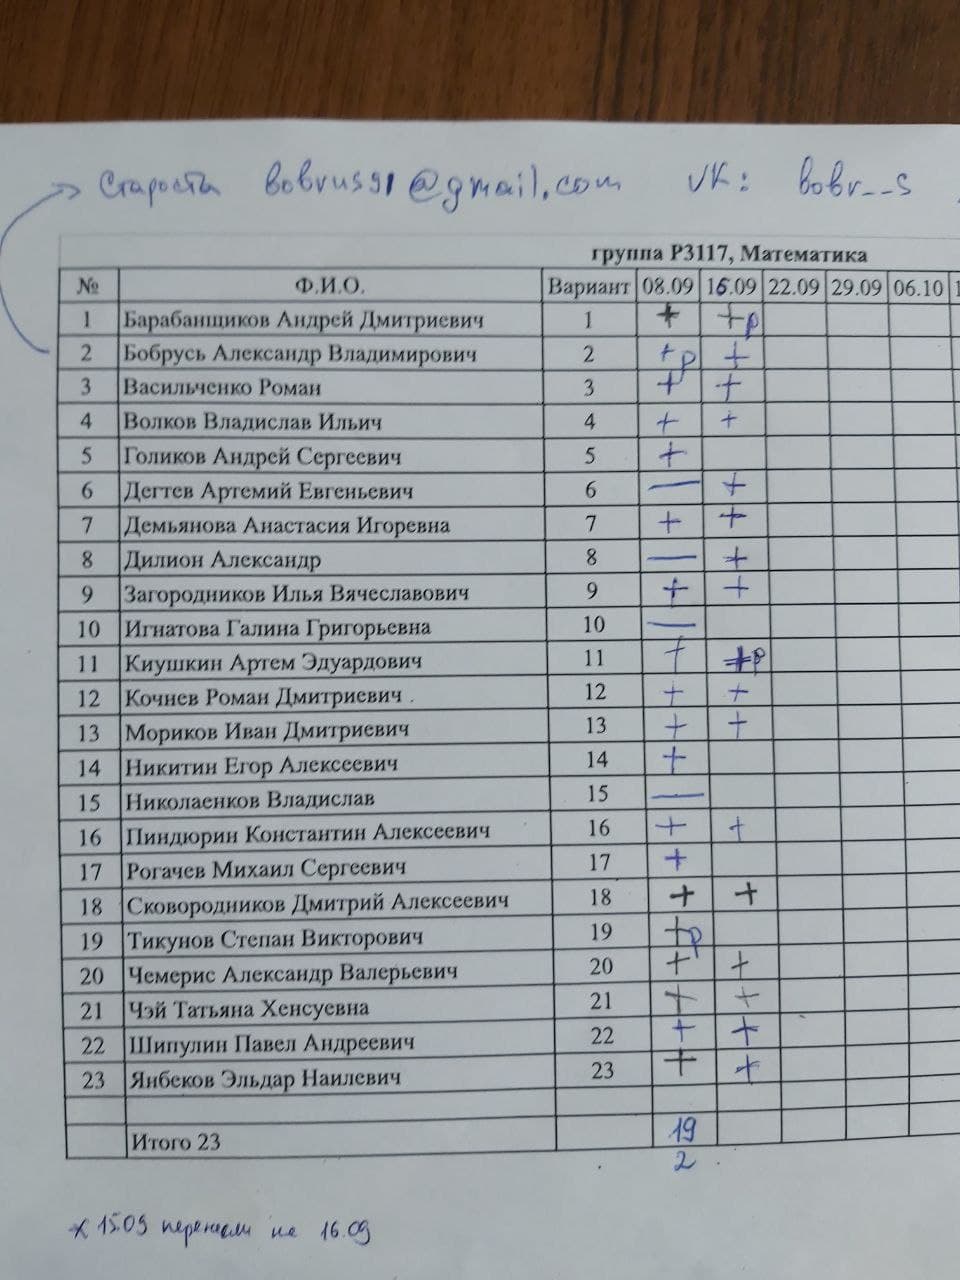 Староста bobrus91@gmail.com VK: bobr__s
группа P3117, Математика
№ Ф.И.О. Вариант 08.09 16.09 22.09 29.09 06.10 1
1 Барабанщиков Андрей Дмитриевич 1 + +р
2 Бобрусь Александр Владимирович 2 +р +
3 Васильченко Роман 3 + +
4 Волков Владислав Ильич 4 + +
5 Голиков Андрей Сергеевич 5 +
6 Дегтев Артемий Евгеньевич 6 — +
7 Демьянова Анастасия Игоревна 7 + +
8 Дилион Александр 8 — +
9 Загородников Илья Вячеславович 9 + +
10 Игнатова Галина Григорьевна 10 —
11 Киушкин Артем Эдуардович 11 + +р
12 Кочнев Роман Дмитриевич 12 + +
13 Мориков Иван Дмитриевич 13 + +
14 Никитин Егор Алексеевич 14 +
15 Николаенков Владислав 15 —
16 Пиндюрин Константин Алексеевич 16 + +
17 Рогачев Михаил Сергеевич 17 +
18 Сковородников Дмитрий Алексеевич 18 + +
19 Тикунов Степан Викторович 19 +р
20 Чемерис Александр Валерьевич 20 + +
21 Чэй Татьяна Хенсуевна 21 + +
22 Шипулин Павел Андреевич 22 + +
23 Янбеков Эльдар Наилевич 23 + +
Итого 23 19
2
* 15.09 перенесли на 16.09